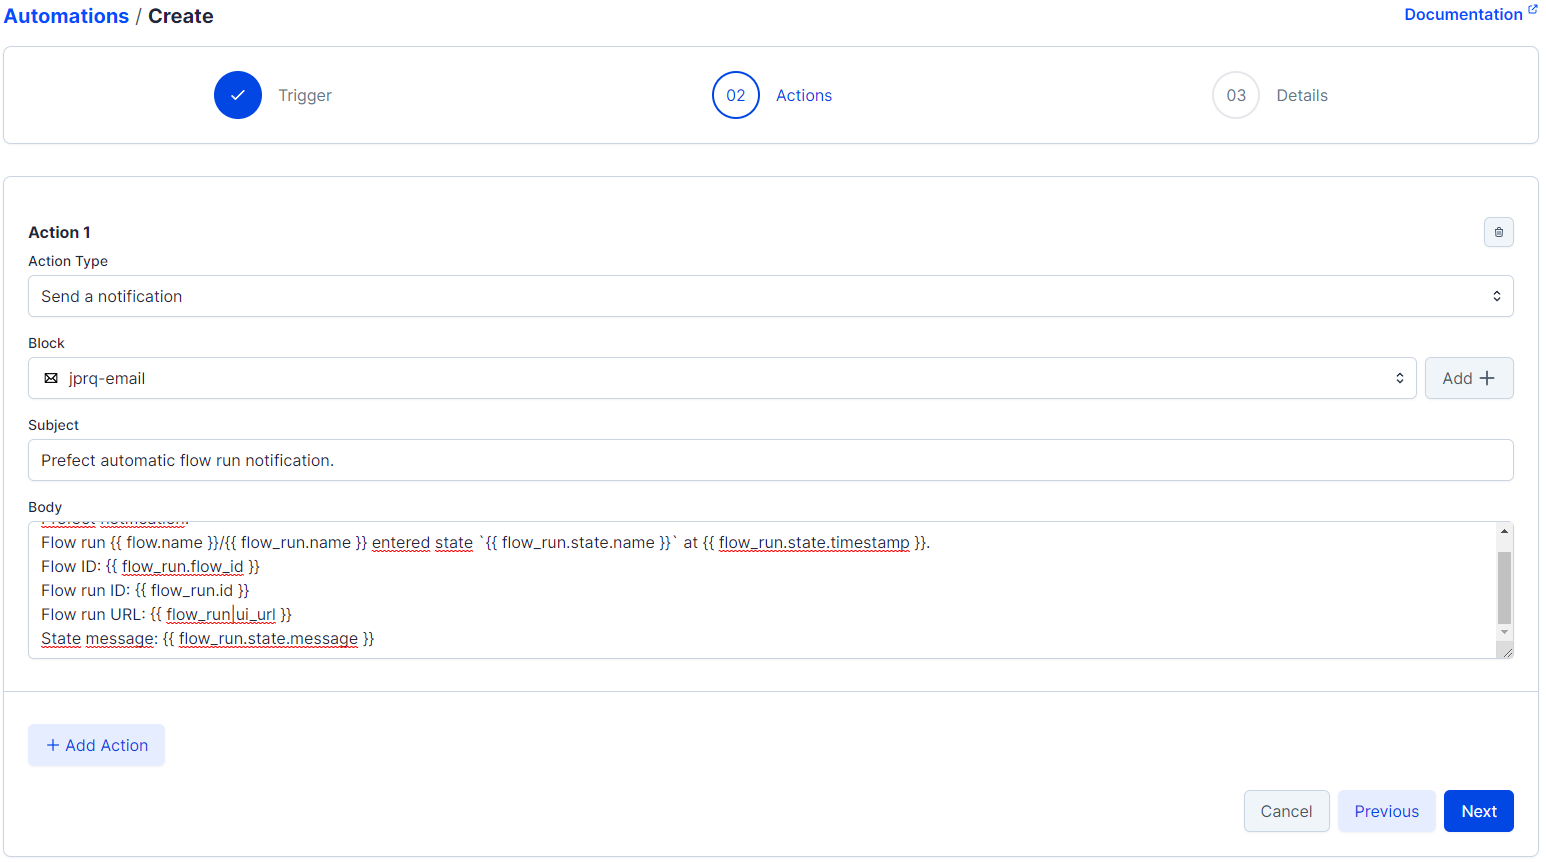 Automations / Create
Documentation
Trigger
02 Actions
03 Details
Action 1
Action Type
Send a notification
Block
jprq-email
Add +
Subject
Prefect automatic flow run notification.
Body
Prefect notification:
Flow run {{ flow.name }}/{{ flow_run.name }} entered state `{{ flow_run.state.name }}` at {{ flow_run.state.timestamp }}.
Flow ID: {{ flow_run.flow_id }}
Flow run ID: {{ flow_run.id }}
Flow run URL: {{ flow_run|ui_url }}
State message: {{ flow_run.state.message }}
+ Add Action
Cancel
Previous
Next